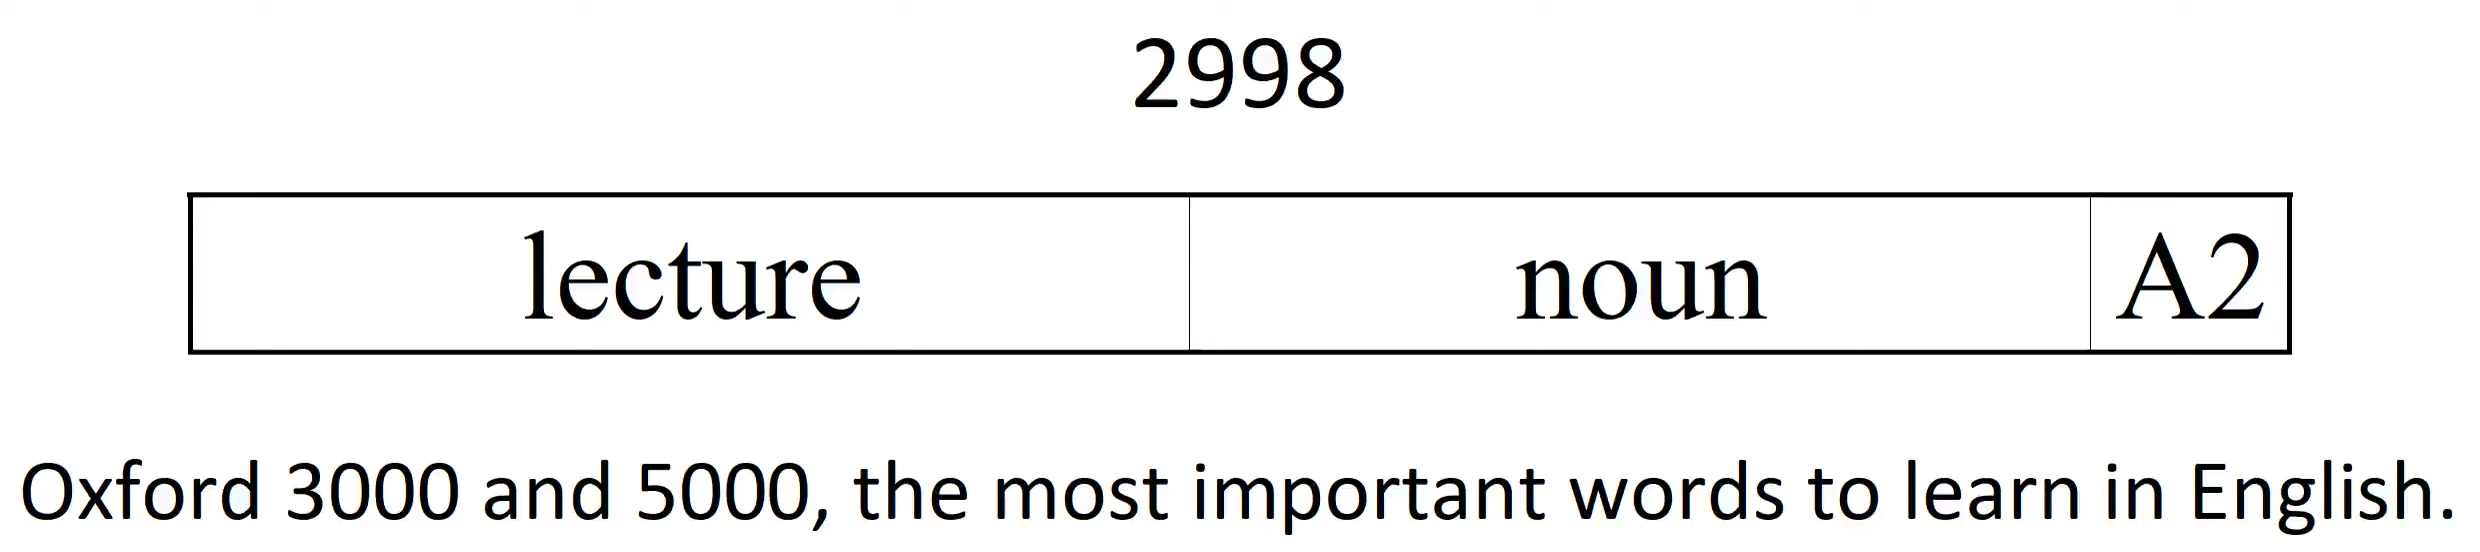 2998
lecture noun A2
Oxford 3000 and 5000, the most important words to learn in English.